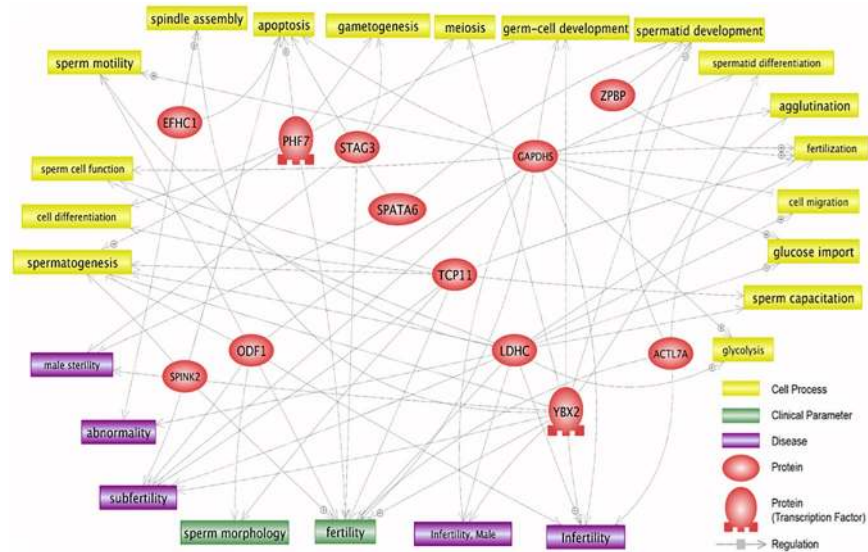 spindle assembly
apoptosis
gametogenesis
meiosis
germ-cell development
spermatid development
sperm motility
spermatid differentiation
ZPBP
agglutination
EFHC1
PHF7
STAG3
GAPDHS
fertilization
sperm cell function
cell migration
SPATA6
cell differentiation
glucose import
spermatogenesis
TCP11
sperm capacitation
male sterility
ODF1
LDHC
ACTL7A
glycolysis
SPINK2
Cell Process
YBX2
Clinical Parameter
abnormality
Disease
Protein
subfertility
Protein
(Transcription Factor)
sperm morphology
fertility
Infertility, Male
Infertility
Regulation